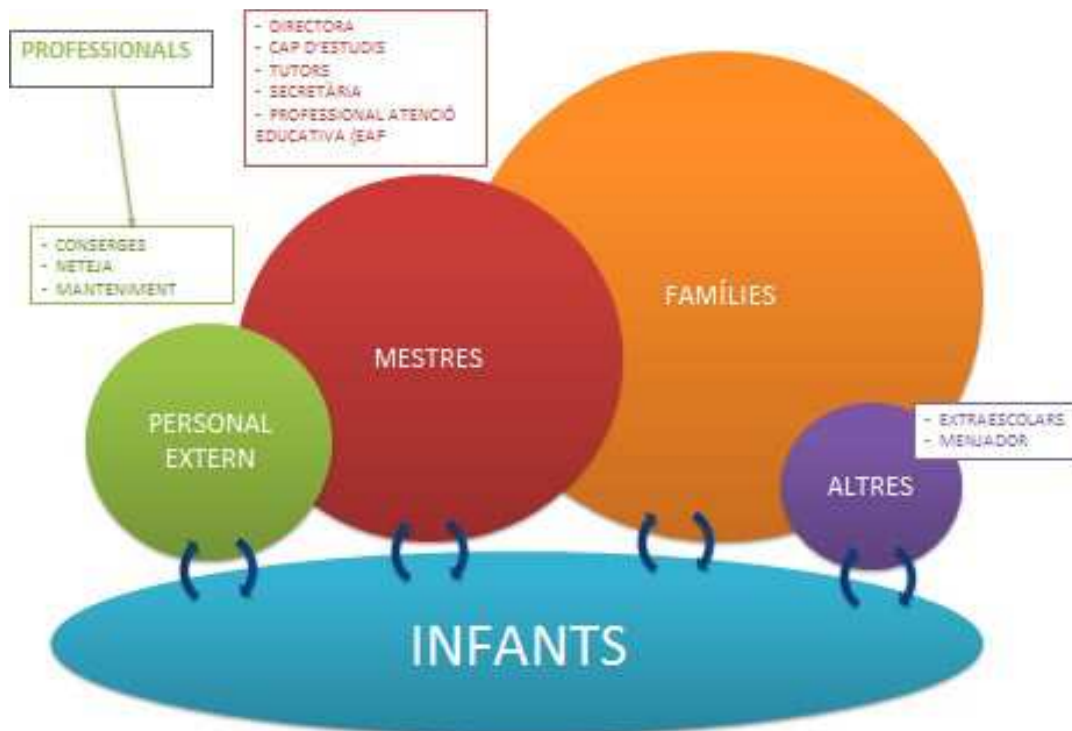 PROFESSIONALS
- DIRECTORA
- CAP D'ESTUDIS
- TUTORS
- SECRETÀRIA
- PROFESSIONAL ATENCIÓ
EDUCATIVA (EAP
- CONSERGES
- NETEJA
- MANTENIMENT
FAMÍLIES
MESTRES
PERSONAL
EXTERN
- EXTRAESCOLARS
- MENJADOR
ALTRES
INFANTS